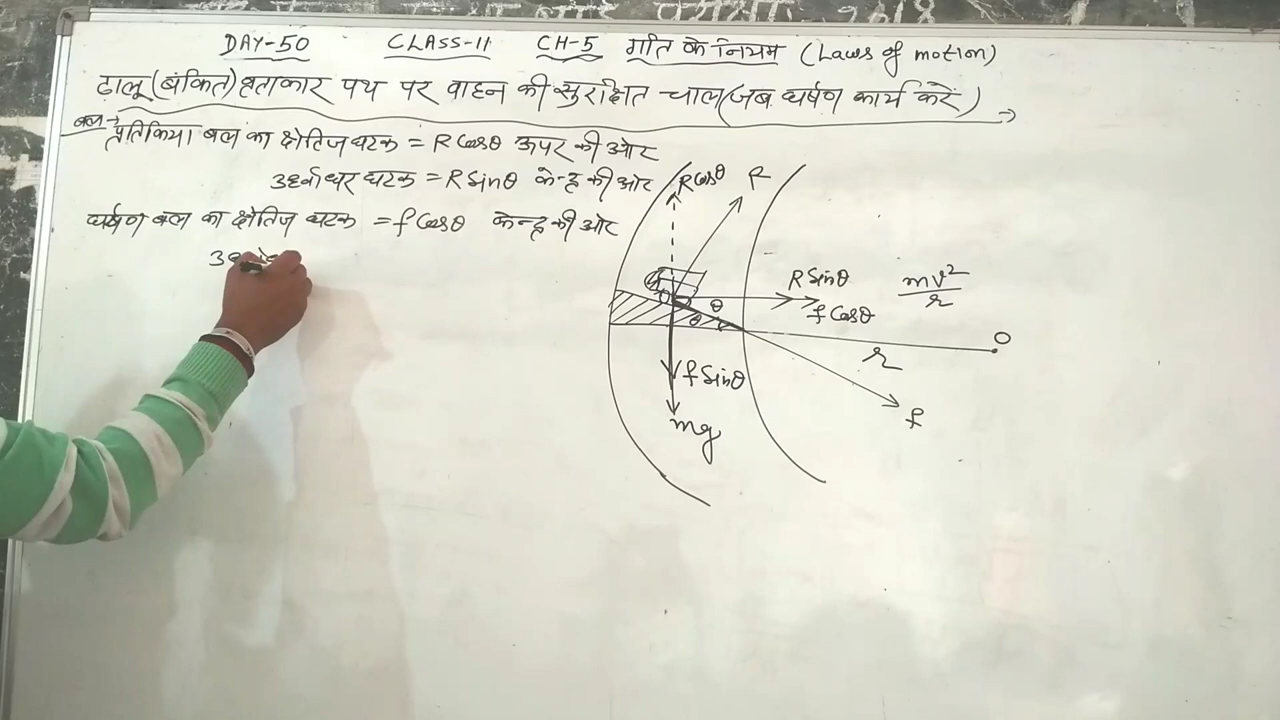 DAY-50 CLASS-11 CH-5 गति के नियम (Laws of motion)
ढालू (बंकित) वृताकार पथ पर वाहन की सुरक्षित चाल (जब घर्षण कार्य करें)
बल→
प्रतिक्रिया बल का क्षैतिज घटक = R Cosθ ऊपर की ओर
उर्ध्वाधर घटक = R Sinθ केन्द्र की ओर
घर्षण बल का क्षैतिज घटक = f Cosθ केन्द्र की ओर
R Cosθ R
R Sinθ mv²/r
θ f Cosθ
θ
O
r
f Sinθ
f
mg